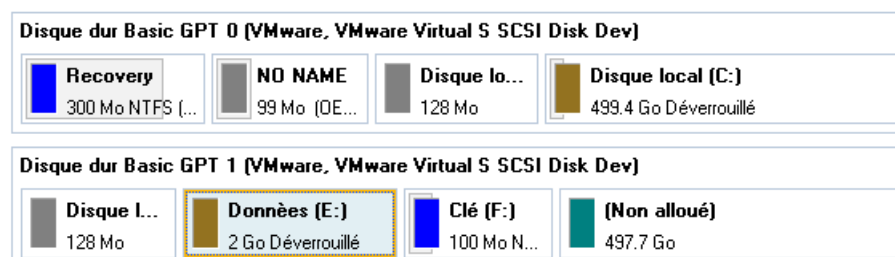 Disque dur Basic GPT 0 (VMware, VMware Virtual S SCSI Disk Dev)
Recovery
300 Mo NTFS (...
NO NAME
99 Mo (OE...
Disque lo...
128 Mo
Disque local (C:)
499.4 Go Déverrouillé
Disque dur Basic GPT 1 (VMware, VMware Virtual S SCSI Disk Dev)
Disque l...
128 Mo
Donnèes (E:)
2 Go Déverrouillé
Clé (F:)
100 Mo N...
(Non alloué)
497.7 Go